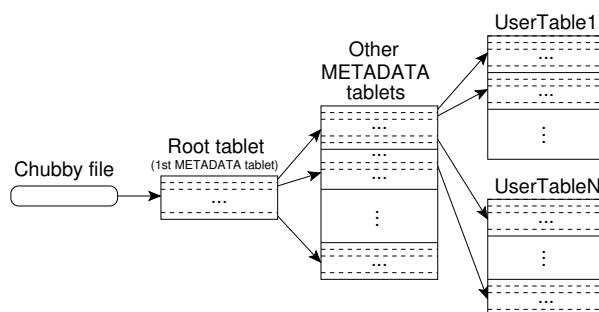 Chubby file
Root tablet
(1st METADATA tablet)
...
Other
METADATA
tablets
...
...
...
...
...
UserTable1
...
...
...
UserTableN
...
...
...